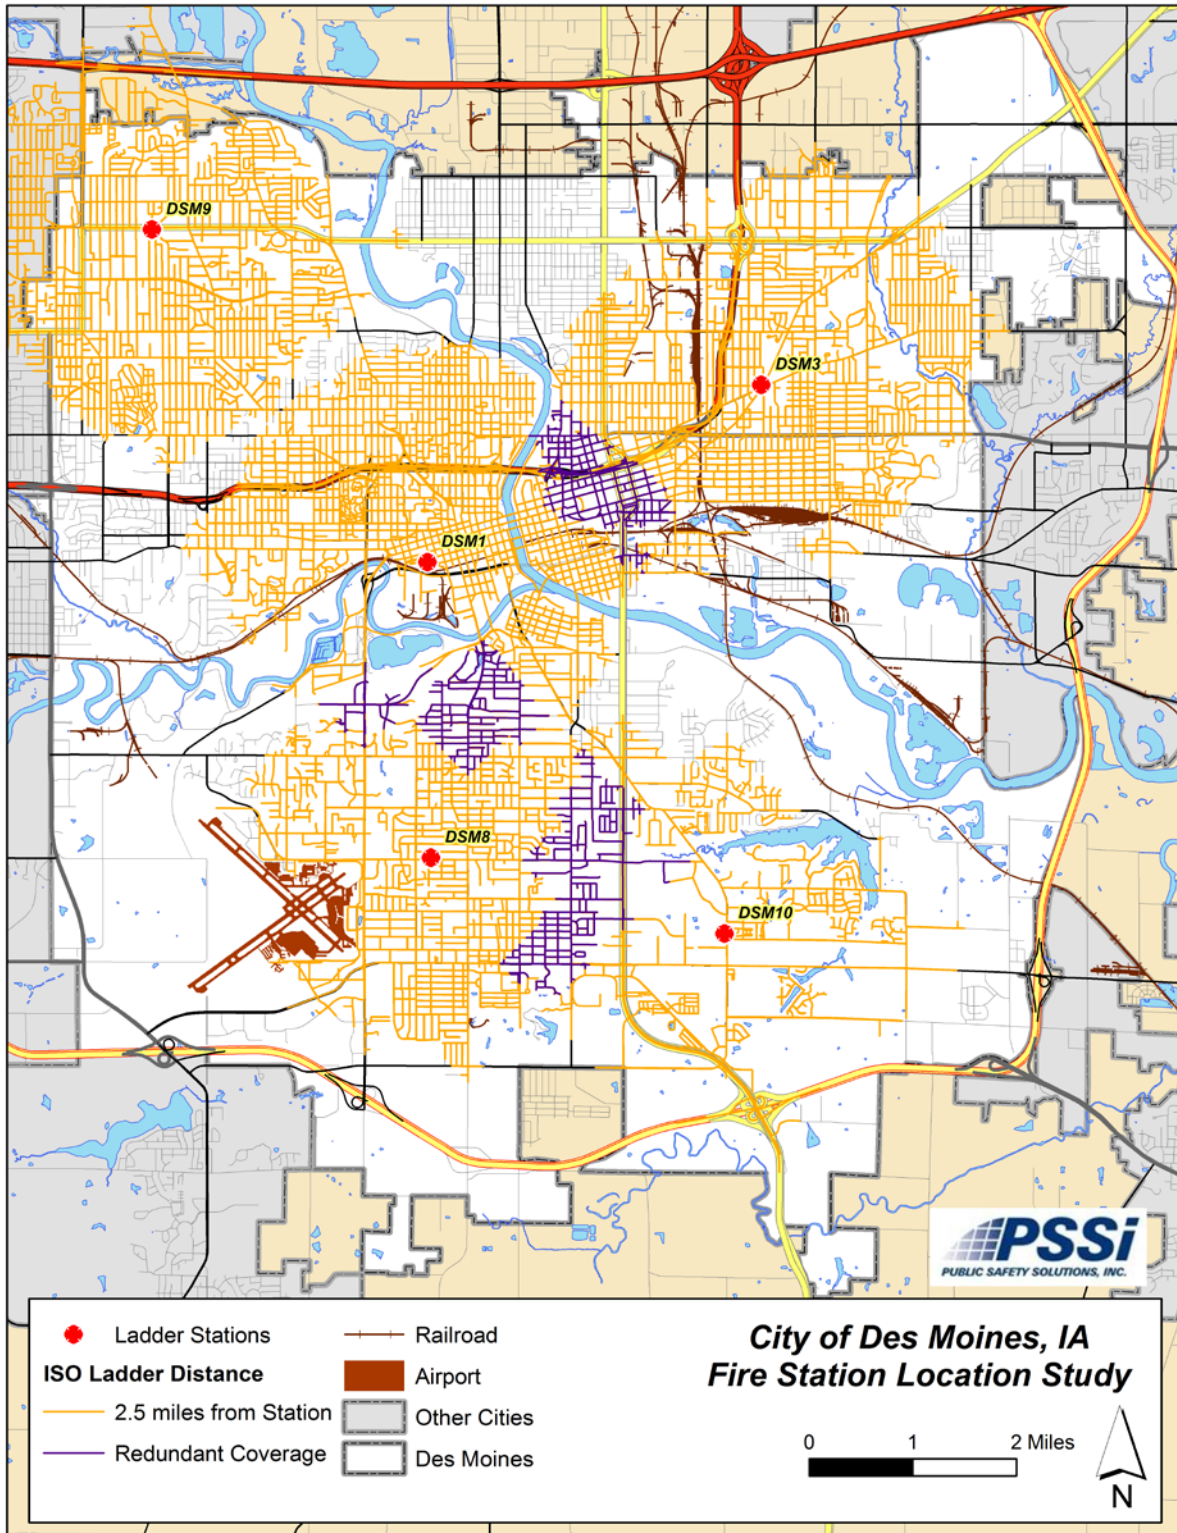 DSM9
DSM3
DSM1
DSM8
DSM10
PSSi
PUBLIC SAFETY SOLUTIONS, INC.
Ladder Stations
ISO Ladder Distance
2.5 miles from Station
Redundant Coverage
Railroad
Airport
Other Cities
Des Moines
City of Des Moines, IA
Fire Station Location Study
0 1 2 Miles
N